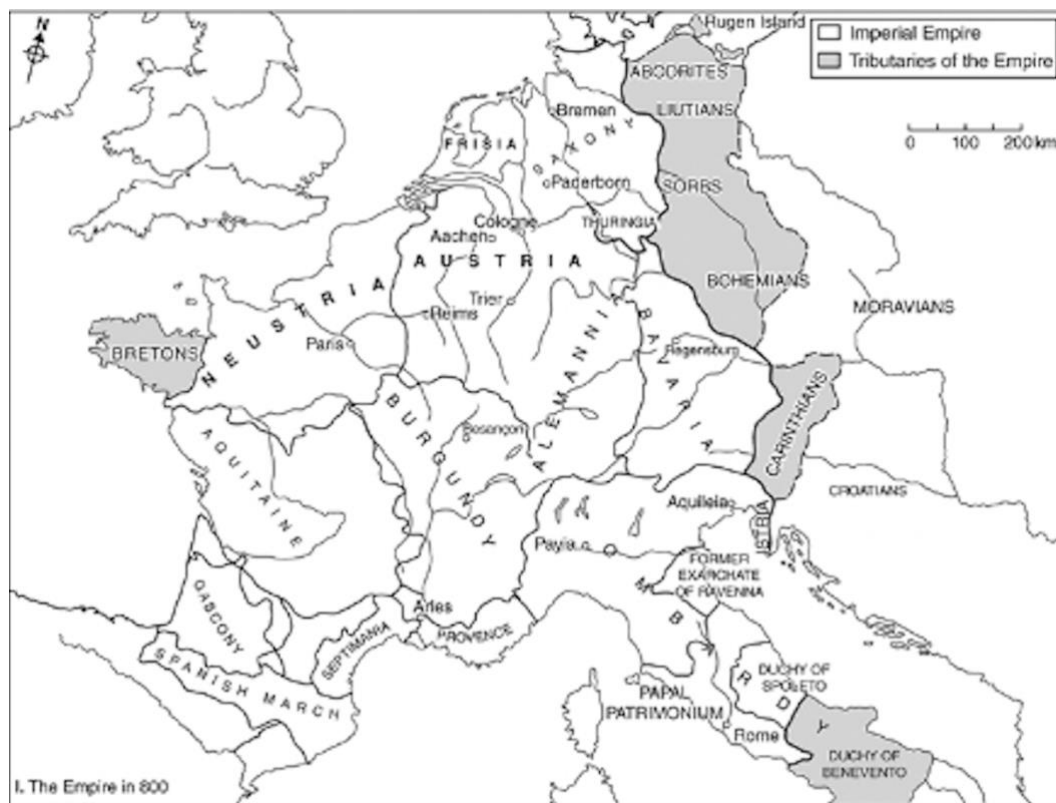 N
Rugen Island
Imperial Empire
Tributaries of the Empire
0 100 200 km
ABODRITES
LIUTIANS
Bremen
FRISIA
SAXONY
Paderborn
SORBS
THURINGIA
Cologne
Aachen
AUSTRIA
BOHEMIANS
MORAVIANS
Trier
Reims
NEUSTRIA
Paris
BRETONS
ALEMANNIA
BAVARIA
Regensburg
CARINTHIANS
BURGUNDY
Besançon
AQUITAINE
CROATIANS
Aquileia
ISTRIA
Pavia
LOMBARDY
FORMER
EXARCHATE
OF RAVENNA
GASCONY
SEPTIMANIA
Arles
PROVENCE
SPANISH MARCH
DUCHY OF
SPOLETO
PAPAL
PATRIMONIUM
Rome
DUCHY OF
BENEVENTO
I. The Empire in 800